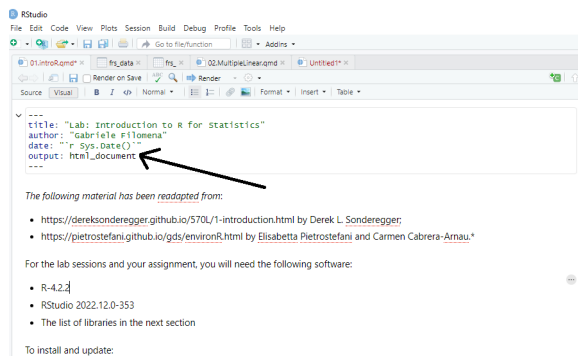 RStudio
File Edit Code View Plots Session Build Debug Profile Tools Help
Go to file/function Addins
01.introR.qmd* frs_data frs_ 02.MultipleLinear.qmd Untitled1*
Render on Save Render
Source Visual B I </> Normal Format Insert Table
---
title: "Lab: Introduction to R for Statistics"
author: "Gabriele Filomena"
date: "`r Sys.Date()`"
output: html_document
---
The following material has been readapted from:
https://dereksonderegger.github.io/570L/1-introduction.html by Derek L. Sonderegger;
https://pietrostefani.github.io/gds/environR.html by Elisabetta Pietrostefani and Carmen Cabrera-Arnau.*
For the lab sessions and your assignment, you will need the following software:
R-4.2.2
RStudio 2022.12.0-353
The list of libraries in the next section
To install and update: